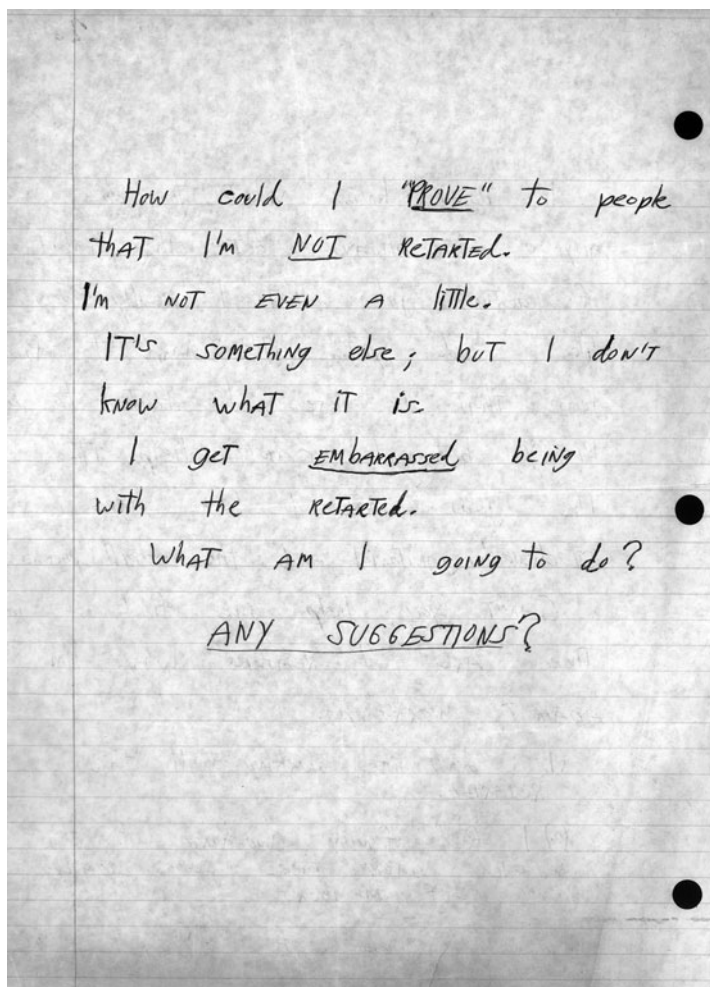 How could I "PROVE" to people
that I'm NOT RETARTED.
I'm NOT EVEN A little.
IT's something else; but I don't
know what it is.
I get EMBARRASSED being
with the RETARTED.
What AM I going to do?
ANY SUGGESTIONS?